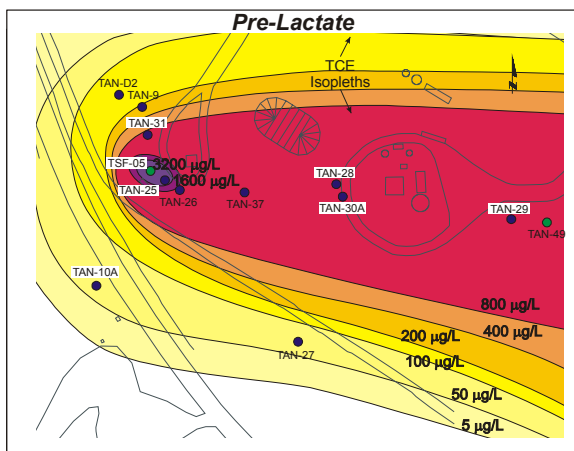 Pre-Lactate
TCE
Isopleths
TAN-D2
TAN-9
TAN-31
TSF-05
3200 µg/L
1600 µg/L
TAN-25
TAN-26
TAN-37
TAN-28
TAN-30A
TAN-29
TAN-49
TAN-10A
TAN-27
800 µg/L
400 µg/L
200 µg/L
100 µg/L
50 µg/L
5 µg/L